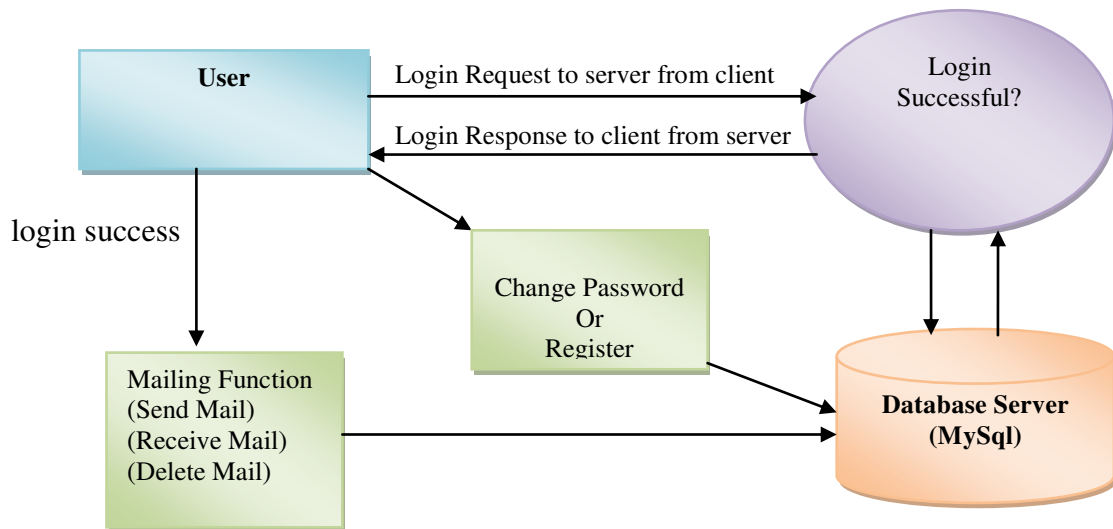 User
Login Request to server from client
Login
Successful?
Login Response to client from server
login success
Change Password
Or
Register
Mailing Function
(Send Mail)
(Receive Mail)
(Delete Mail)
Database Server
(MySql)